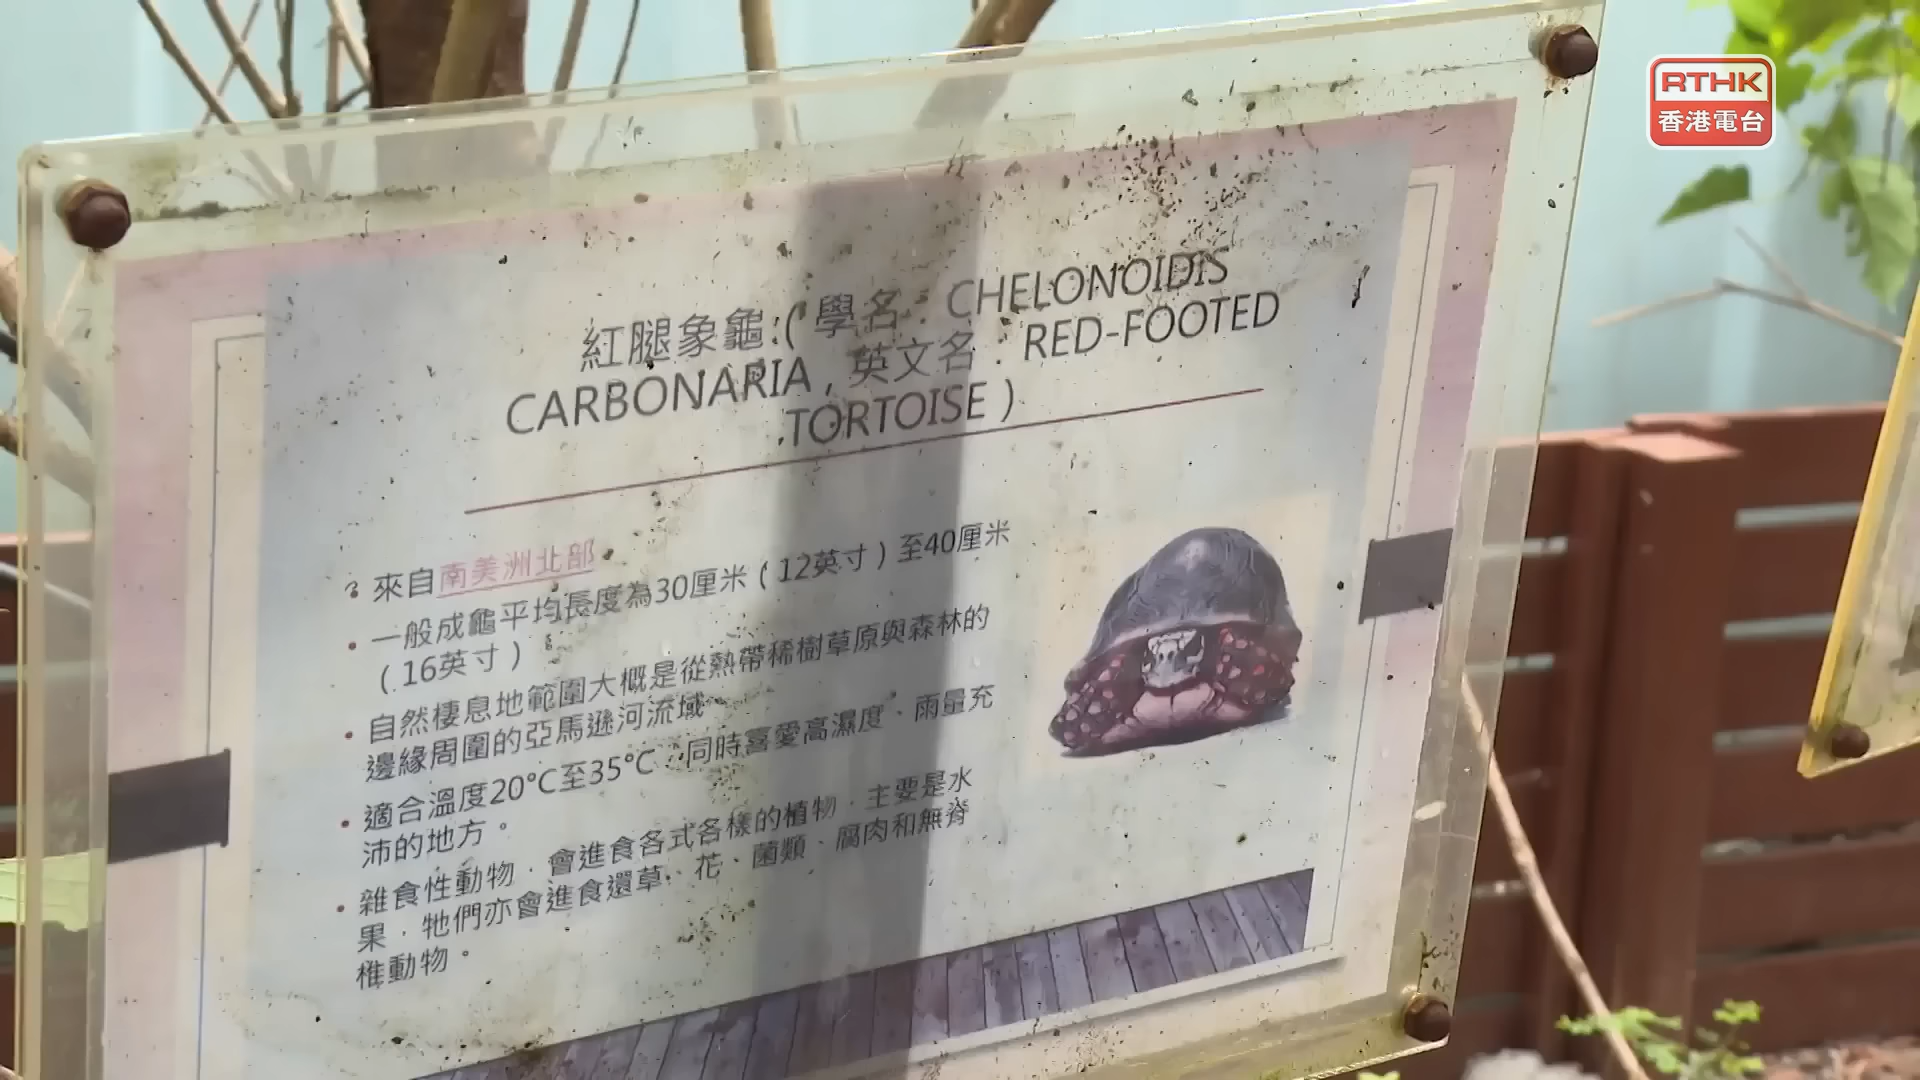 RTHK
香港電台
紅腿象龜 ( 學名 : CHELONOIDIS
CARBONARIA , 英文名 : RED-FOOTED
TORTOISE )
來自南美洲北部
一般成龜平均長度為30厘米 ( 12英寸 ) 至40厘米
( 16英寸 )
自然棲息地範圍大概是從熱帶稀樹草原與森林的
邊緣周圍的亞馬遜河流域
適合溫度20°C至35°C , 同時喜愛高濕度、雨量充
沛的地方。
雜食性動物 , 會進食各式各樣的植物 , 主要是水
果 , 牠們亦會進食還草、花、菌類、腐肉和無脊
椎動物。